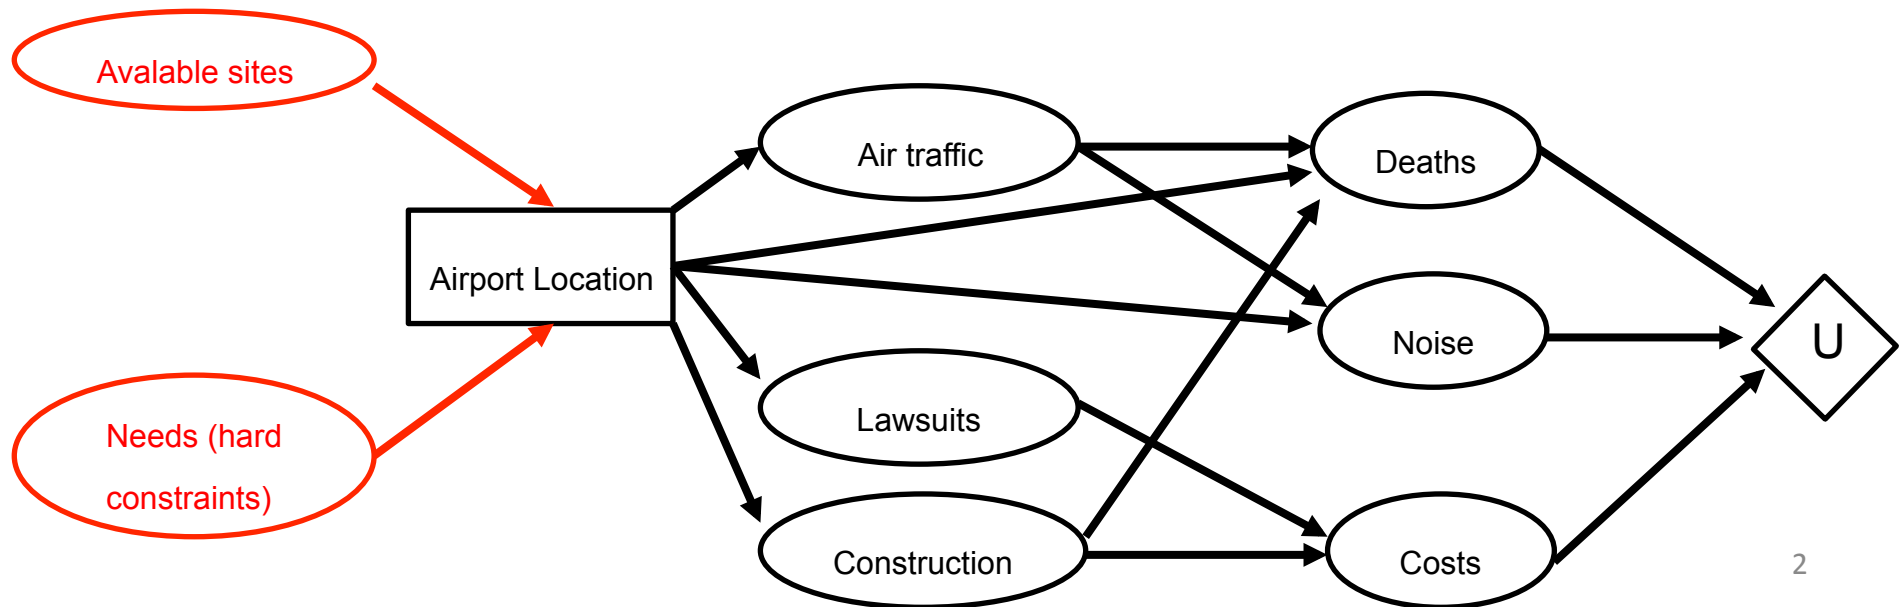 Avalable sites
Air traffic
Deaths
Airport Location
Noise
U
Lawsuits
Needs (hard
constraints)
Construction
Costs
2